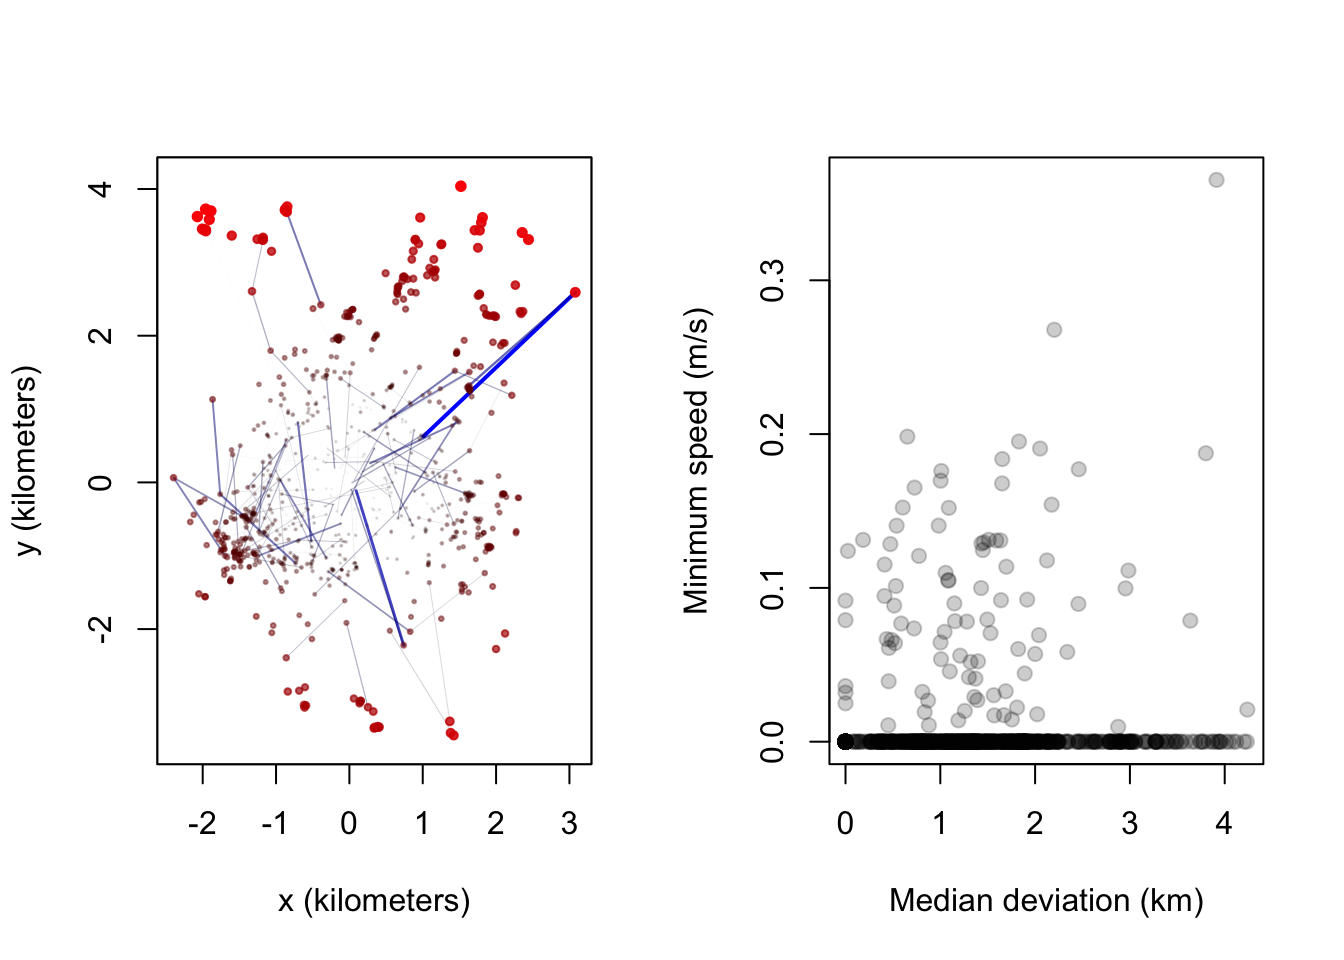 4
2
0
-2
y (kilometers)
-2 -1 0 1 2 3
x (kilometers)
0.3
0.2
0.1
0.0
Minimum speed (m/s)
0 1 2 3 4
Median deviation (km)